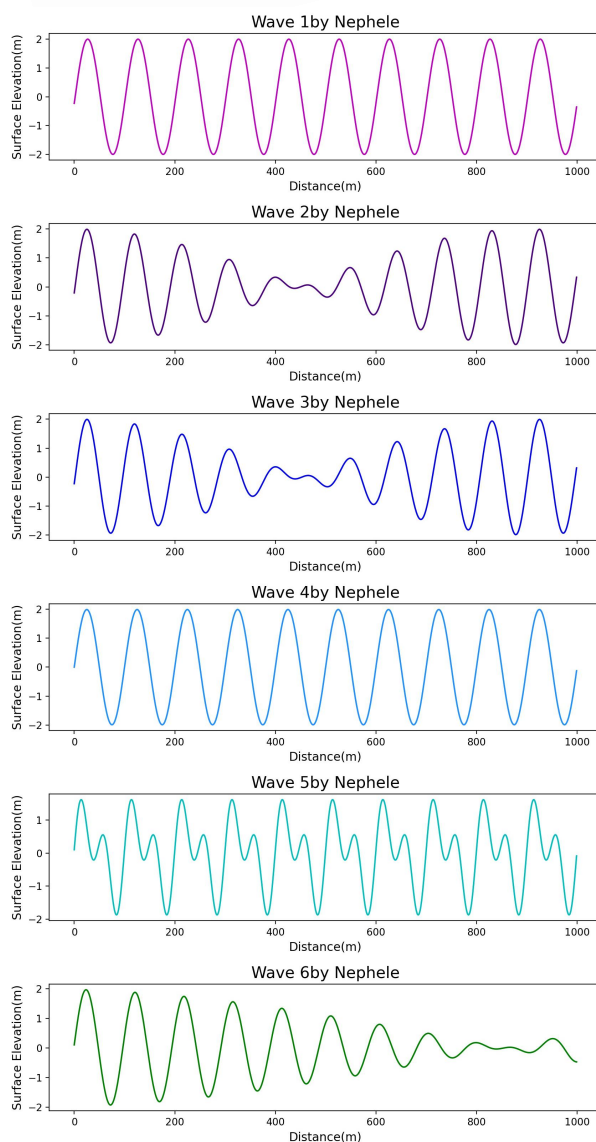 Wave 1by Nephele
Surface Elevation(m)
2
1
0
−1
−2
0 200 400 600 800 1000
Distance(m)
Wave 2by Nephele
Surface Elevation(m)
2
1
0
−1
−2
0 200 400 600 800 1000
Distance(m)
Wave 3by Nephele
Surface Elevation(m)
2
1
0
−1
−2
0 200 400 600 800 1000
Distance(m)
Wave 4by Nephele
Surface Elevation(m)
2
1
0
−1
−2
0 200 400 600 800 1000
Distance(m)
Wave 5by Nephele
Surface Elevation(m)
1
0
−1
−2
0 200 400 600 800 1000
Distance(m)
Wave 6by Nephele
Surface Elevation(m)
2
1
0
−1
−2
0 200 400 600 800 1000
Distance(m)